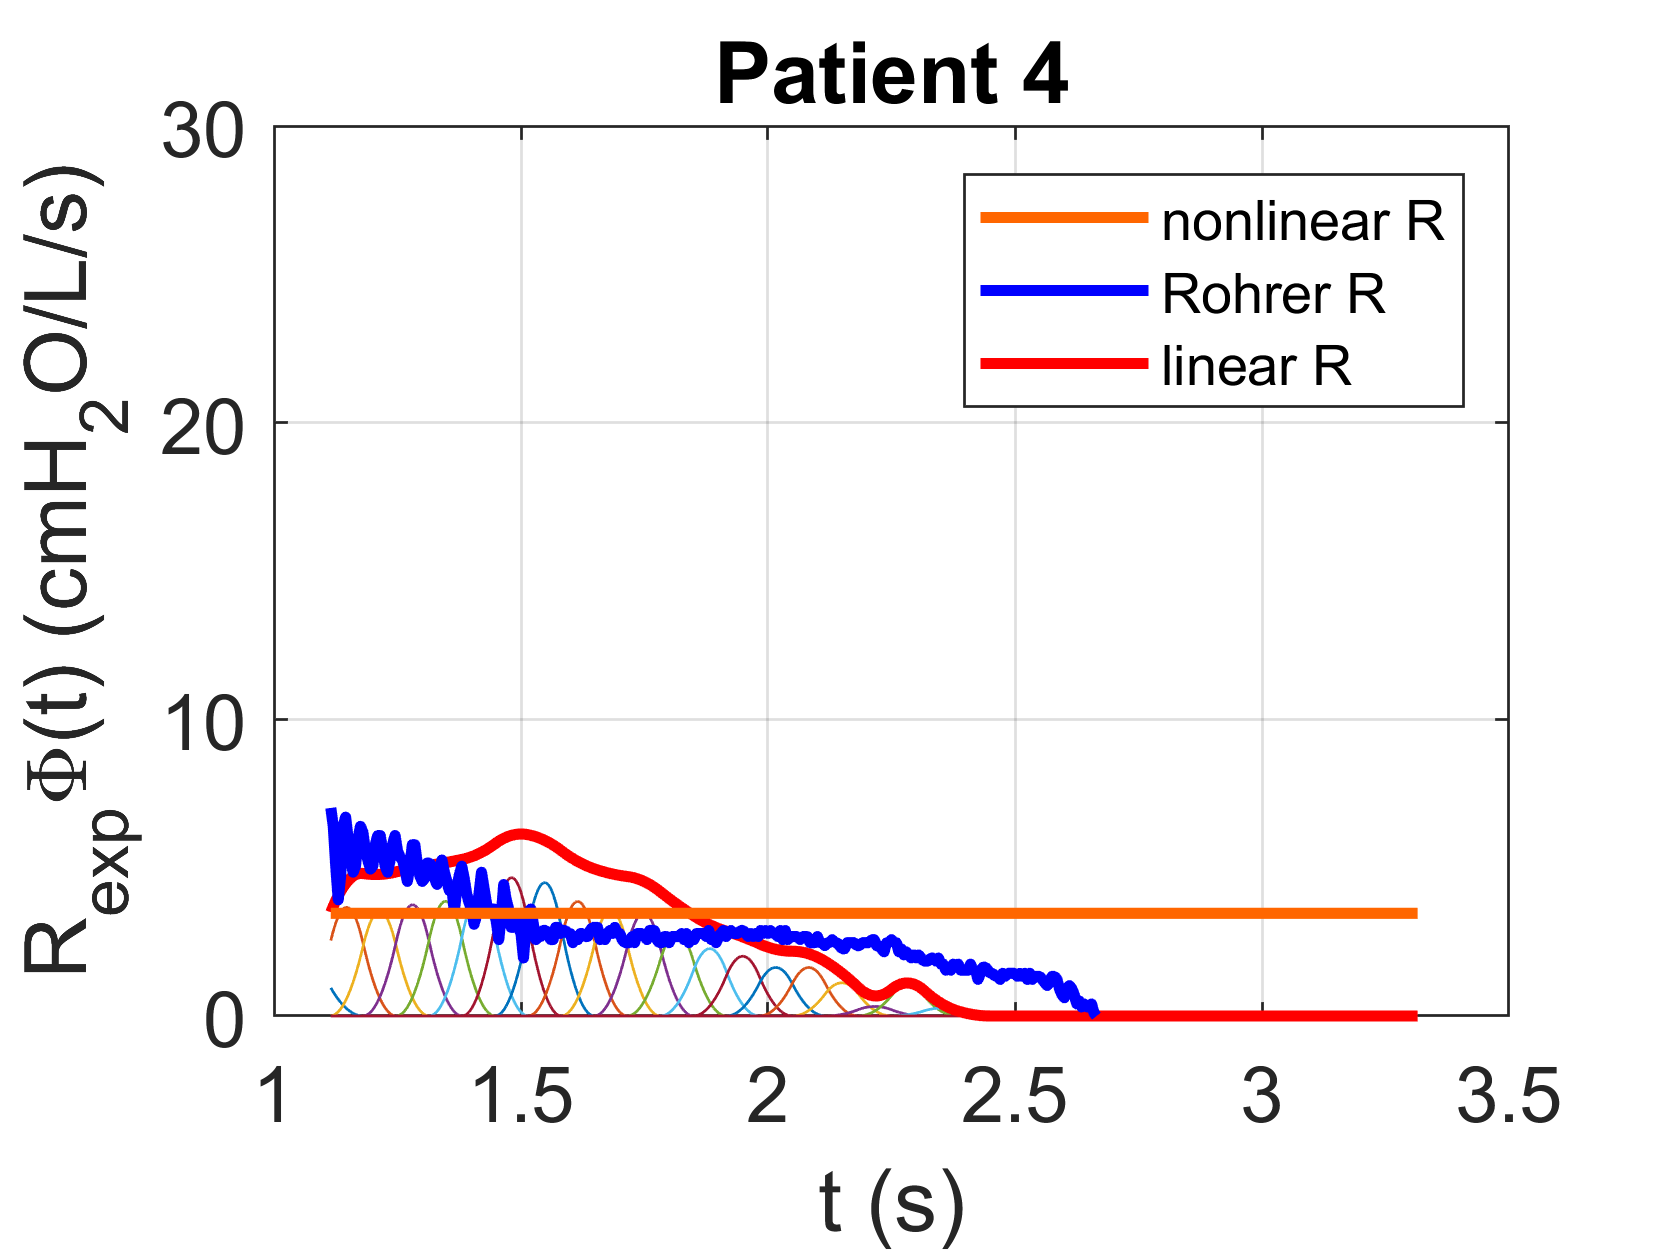 Patient 4
30
20
10
0
R_expΦ(t) (cmH_2O/L/s)
nonlinear R
Rohrer R
linear R
1 1.5 2 2.5 3 3.5
t (s)